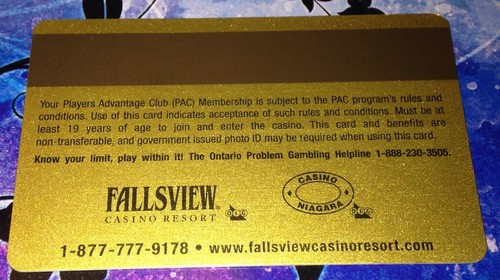 Your Players Advantage Club (PAC) Membership is subject to the PAC program's rules and
conditions. Use of this card indicates acceptance of such rules and conditions. Must be at
least 19 years of age to join and enter the casino. This card and benefits are
non-transferable, and government issued photo ID may be required when using this card.
Know your limit, play within it! The Ontario Problem Gambling Helpline 1-888-230-3505.
FALLSVIEW
CASINO RESORT
OLG
CASINO
NIAGARA
OLG
1-877-777-9178 • www.fallsviewcasinoresort.com